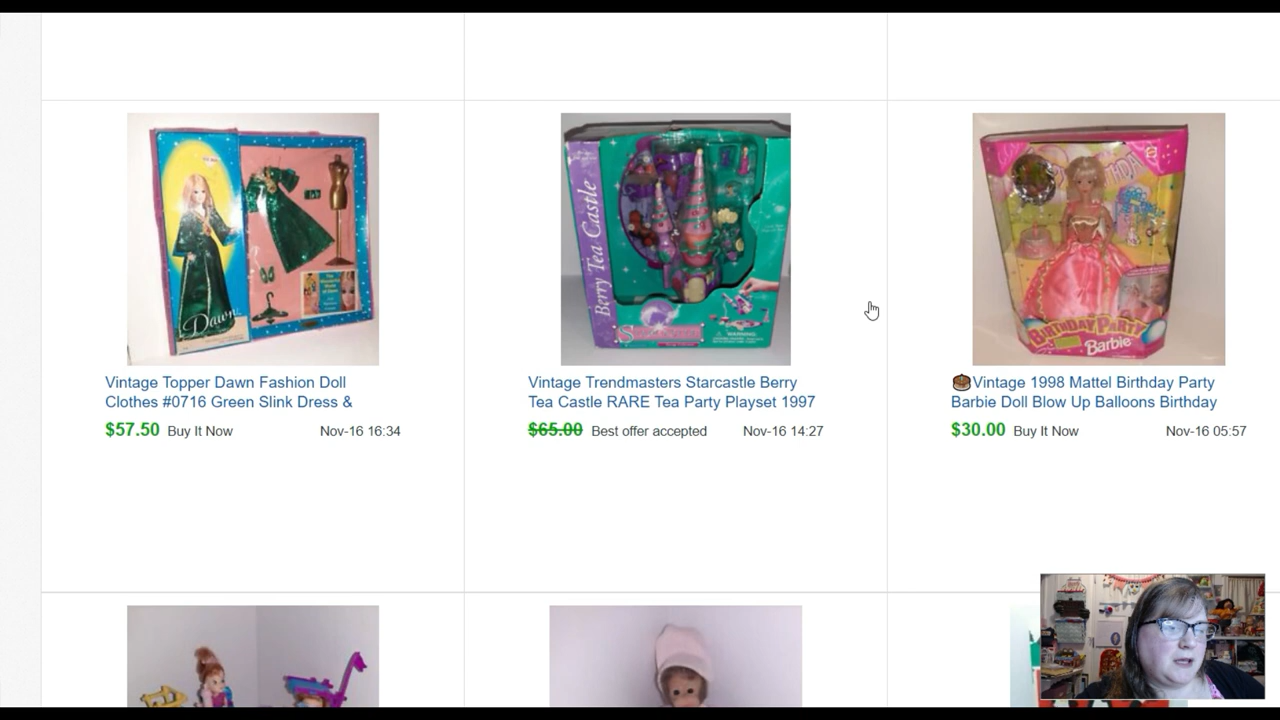 Dawn
Berry Tea Castle
WARNING:
BIRTHDAY PARTY
Barbie
Vintage Topper Dawn Fashion Doll
Clothes #0716 Green Slink Dress &
$57.50 Buy It Now Nov-16 16:34
Vintage Trendmasters Starcastle Berry
Tea Castle RARE Tea Party Playset 1997
$65.00 Best offer accepted Nov-16 14:27
🎂Vintage 1998 Mattel Birthday Party
Barbie Doll Blow Up Balloons Birthday
$30.00 Buy It Now Nov-16 05:57